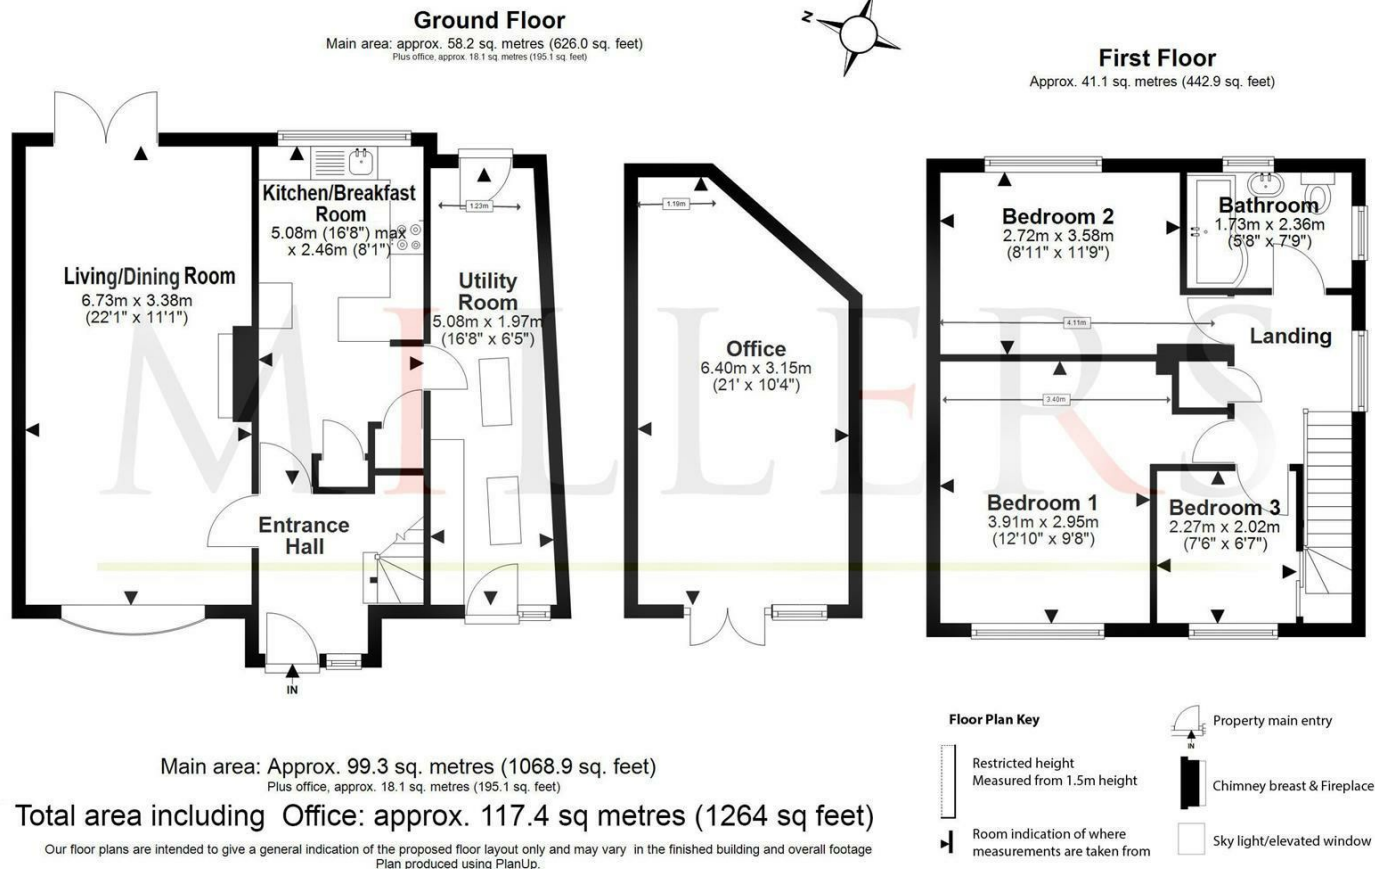 Ground Floor
Main area: approx. 58.2 sq. metres (626.0 sq. feet)
Plus office, approx. 18.1 sq. metres (195.1 sq. feet)
N
First Floor
Approx. 41.1 sq. metres (442.9 sq. feet)
Living/Dining Room
6.73m x 3.38m
(22'1" x 11'1")
Kitchen/Breakfast
Room
5.08m (16'8") max
x 2.46m (8'1")
1.23m
Utility
Room
5.08m x 1.97m
(16'8" x 6'5")
Entrance
Hall
IN
1.19m
Office
6.40m x 3.15m
(21' x 10'4")
Bedroom 2
2.72m x 3.58m
(8'11" x 11'9")
Bathroom
1.73m x 2.36m
(5'8" x 7'9")
4.11m
Landing
3.40m
Bedroom 1
3.91m x 2.95m
(12'10" x 9'8")
Bedroom 3
2.27m x 2.02m
(7'6" x 6'7")
MILLERS
Main area: Approx. 99.3 sq. metres (1068.9 sq. feet)
Plus office, approx. 18.1 sq. metres (195.1 sq. feet)
Total area including Office: approx. 117.4 sq metres (1264 sq feet)
Our floor plans are intended to give a general indication of the proposed floor layout only and may vary in the finished building and overall footage
Plan produced using PlanUp.
Floor Plan Key
Restricted height
Measured from 1.5m height
Room indication of where
measurements are taken from
Property main entry
IN
Chimney breast & Fireplace
Sky light/elevated window